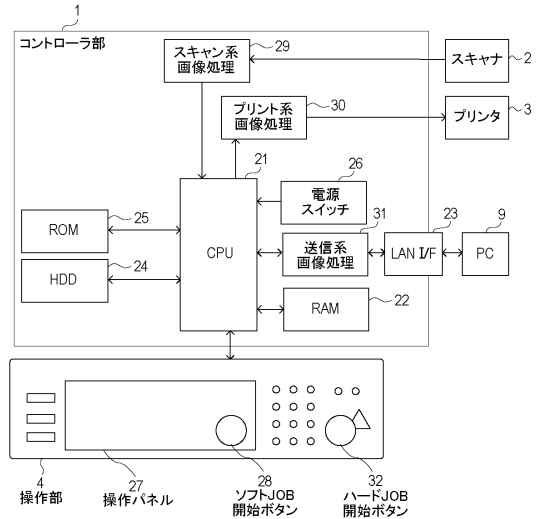 1
コントローラ部
スキャン系
画像処理
29
スキャナ
2
プリント系
画像処理
30
プリンタ
3
21
CPU
26
電源
スイッチ
ROM
25
31
送信系
画像処理
23
LAN I/F
9
PC
HDD
24
RAM
22
4
操作部
27
操作パネル
28
ソフトJOB
開始ボタン
32
ハードJOB
開始ボタン